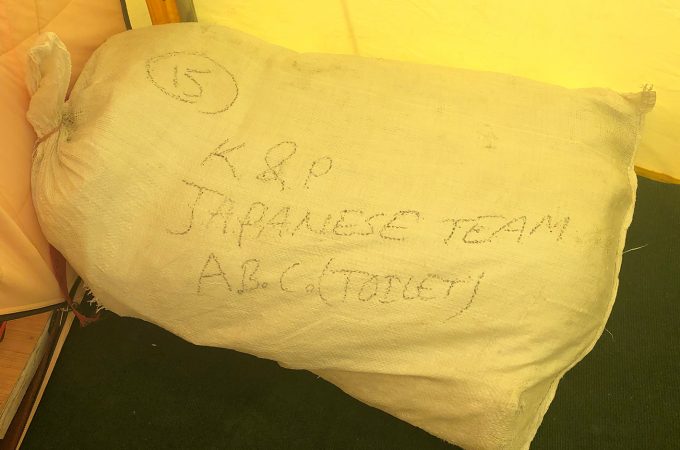 15
K & P
JAPANESE TEAM
A.B.C. (TOILET)